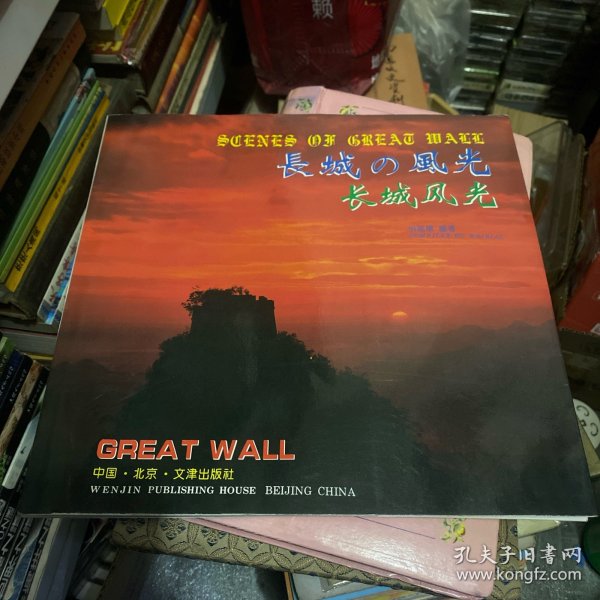 SCENES OF GREAT WALL
長城の風光
长城风光
GREAT WALL
中国·北京·文津出版社
WENJIN PUBLISHING HOUSE BEIJING CHINA
赖
孔夫子旧书网
www.kongfz.com